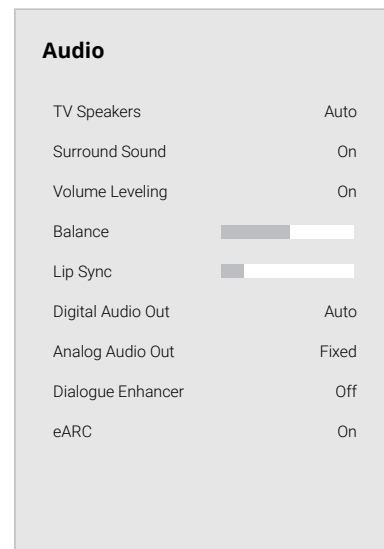 Audio
TV Speakers Auto
Surround Sound On
Volume Leveling On
Balance
Lip Sync
Digital Audio Out Auto
Analog Audio Out Fixed
Dialogue Enhancer Off
eARC On